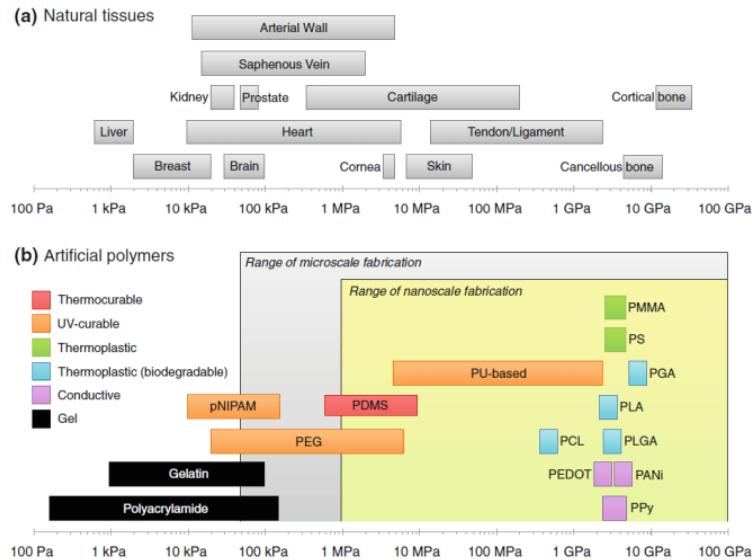 (a) Natural tissues
Arterial Wall
Saphenous Vein
Kidney Prostate Cartilage Cortical bone
Liver Heart Tendon/Ligament
Breast Brain Cornea Skin Cancellous bone
100 Pa 1 kPa 10 kPa 100 kPa 1 MPa 10 MPa 100 MPa 1 GPa 10 GPa 100 GPa
(b) Artificial polymers
Range of microscale fabrication
Range of nanoscale fabrication
Thermocurable
UV-curable
Thermoplastic
Thermoplastic (biodegradable)
Conductive
Gel
PMMA
PS
PU-based PGA
pNIPAM PDMS PLA
PEG PCL PLGA
Gelatin PEDOT PANi
Polyacrylamide PPy
100 Pa 1 kPa 10 kPa 100 kPa 1 MPa 10 MPa 100 MPa 1 GPa 10 GPa 100 GPa